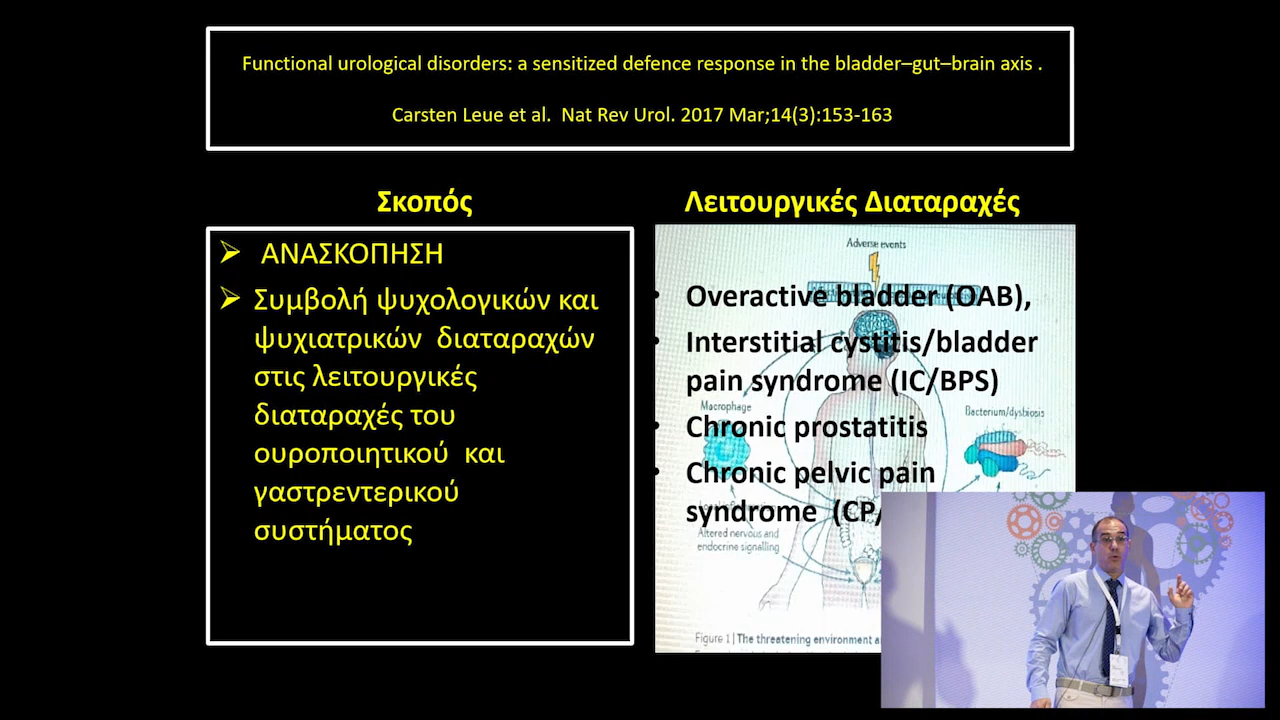 Functional urological disorders: a sensitized defence response in the bladder–gut–brain axis .
Carsten Leue et al.  Nat Rev Urol. 2017 Mar;14(3):153-163
Σκοπός
ΑΝΑΣΚΟΠΗΣΗ
Συμβολή ψυχολογικών και
ψυχιατρικών  διαταραχών
στις λειτουργικές
διαταραχές του
ουροποιητικού  και
γαστρεντερικού
συστήματος
Λειτουργικές Διαταραχές
Adverse events
Overactive bladder (OAB),
Interstitial cystitis/bladder
pain syndrome (IC/BPS)
Macrophage
Bacterium/dysbiosis
Chronic prostatitis
Chronic pelvic pain
syndrome  (CP/
Altered nervous and
endocrine signalling
Figure 1 | The threatening environment